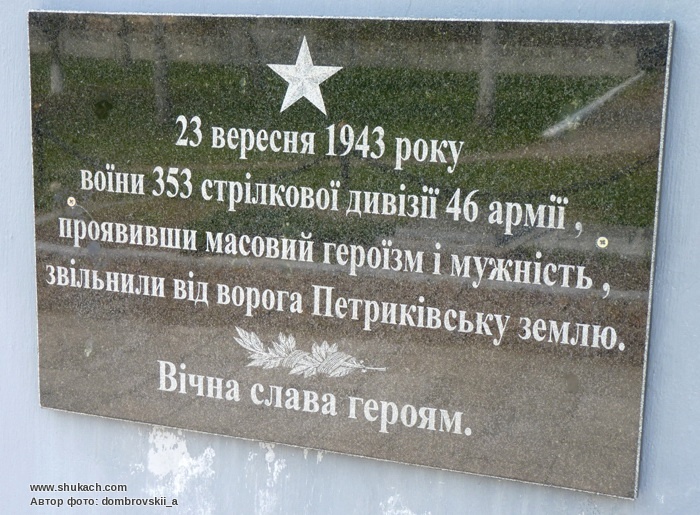 23 вересня 1943 року
воїни 353 стрілкової дивізії 46 армії ,
проявивши масовий героїзм і мужність ,
звільнили від ворога Петриківську землю.
Вічна слава героям.
www.shukach.com
Автор фото: dombrovskii_a